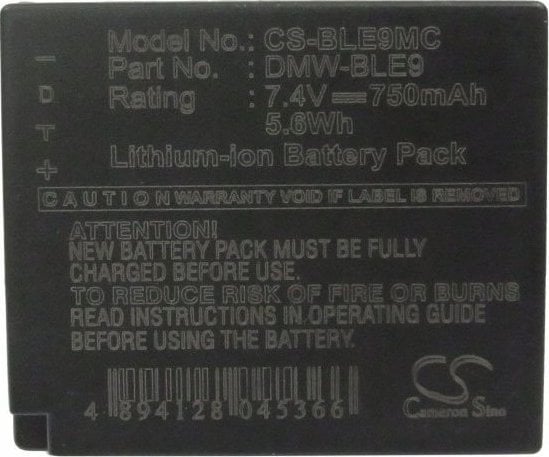 Model No.: CS-BLE9MC
Part No. : DMW-BLE9
Rating : 7.4V⎓750mAh
5.6Wh
Lithium-ion Battery Pack
– D T +
CAUTION WARRANTY VOID IF LABEL IS REMOVED
ATTENTION!
NEW BATTERY PACK MUST BE FULLY
CHARGED BEFORE USE.
TO REDUCE RISK OF FIRE OR BURNS
READ INSTRUCTIONS IN OPERATING GUIDE
BEFORE BATTERY USE.
4 894128 045366
CS
Cameron Sino